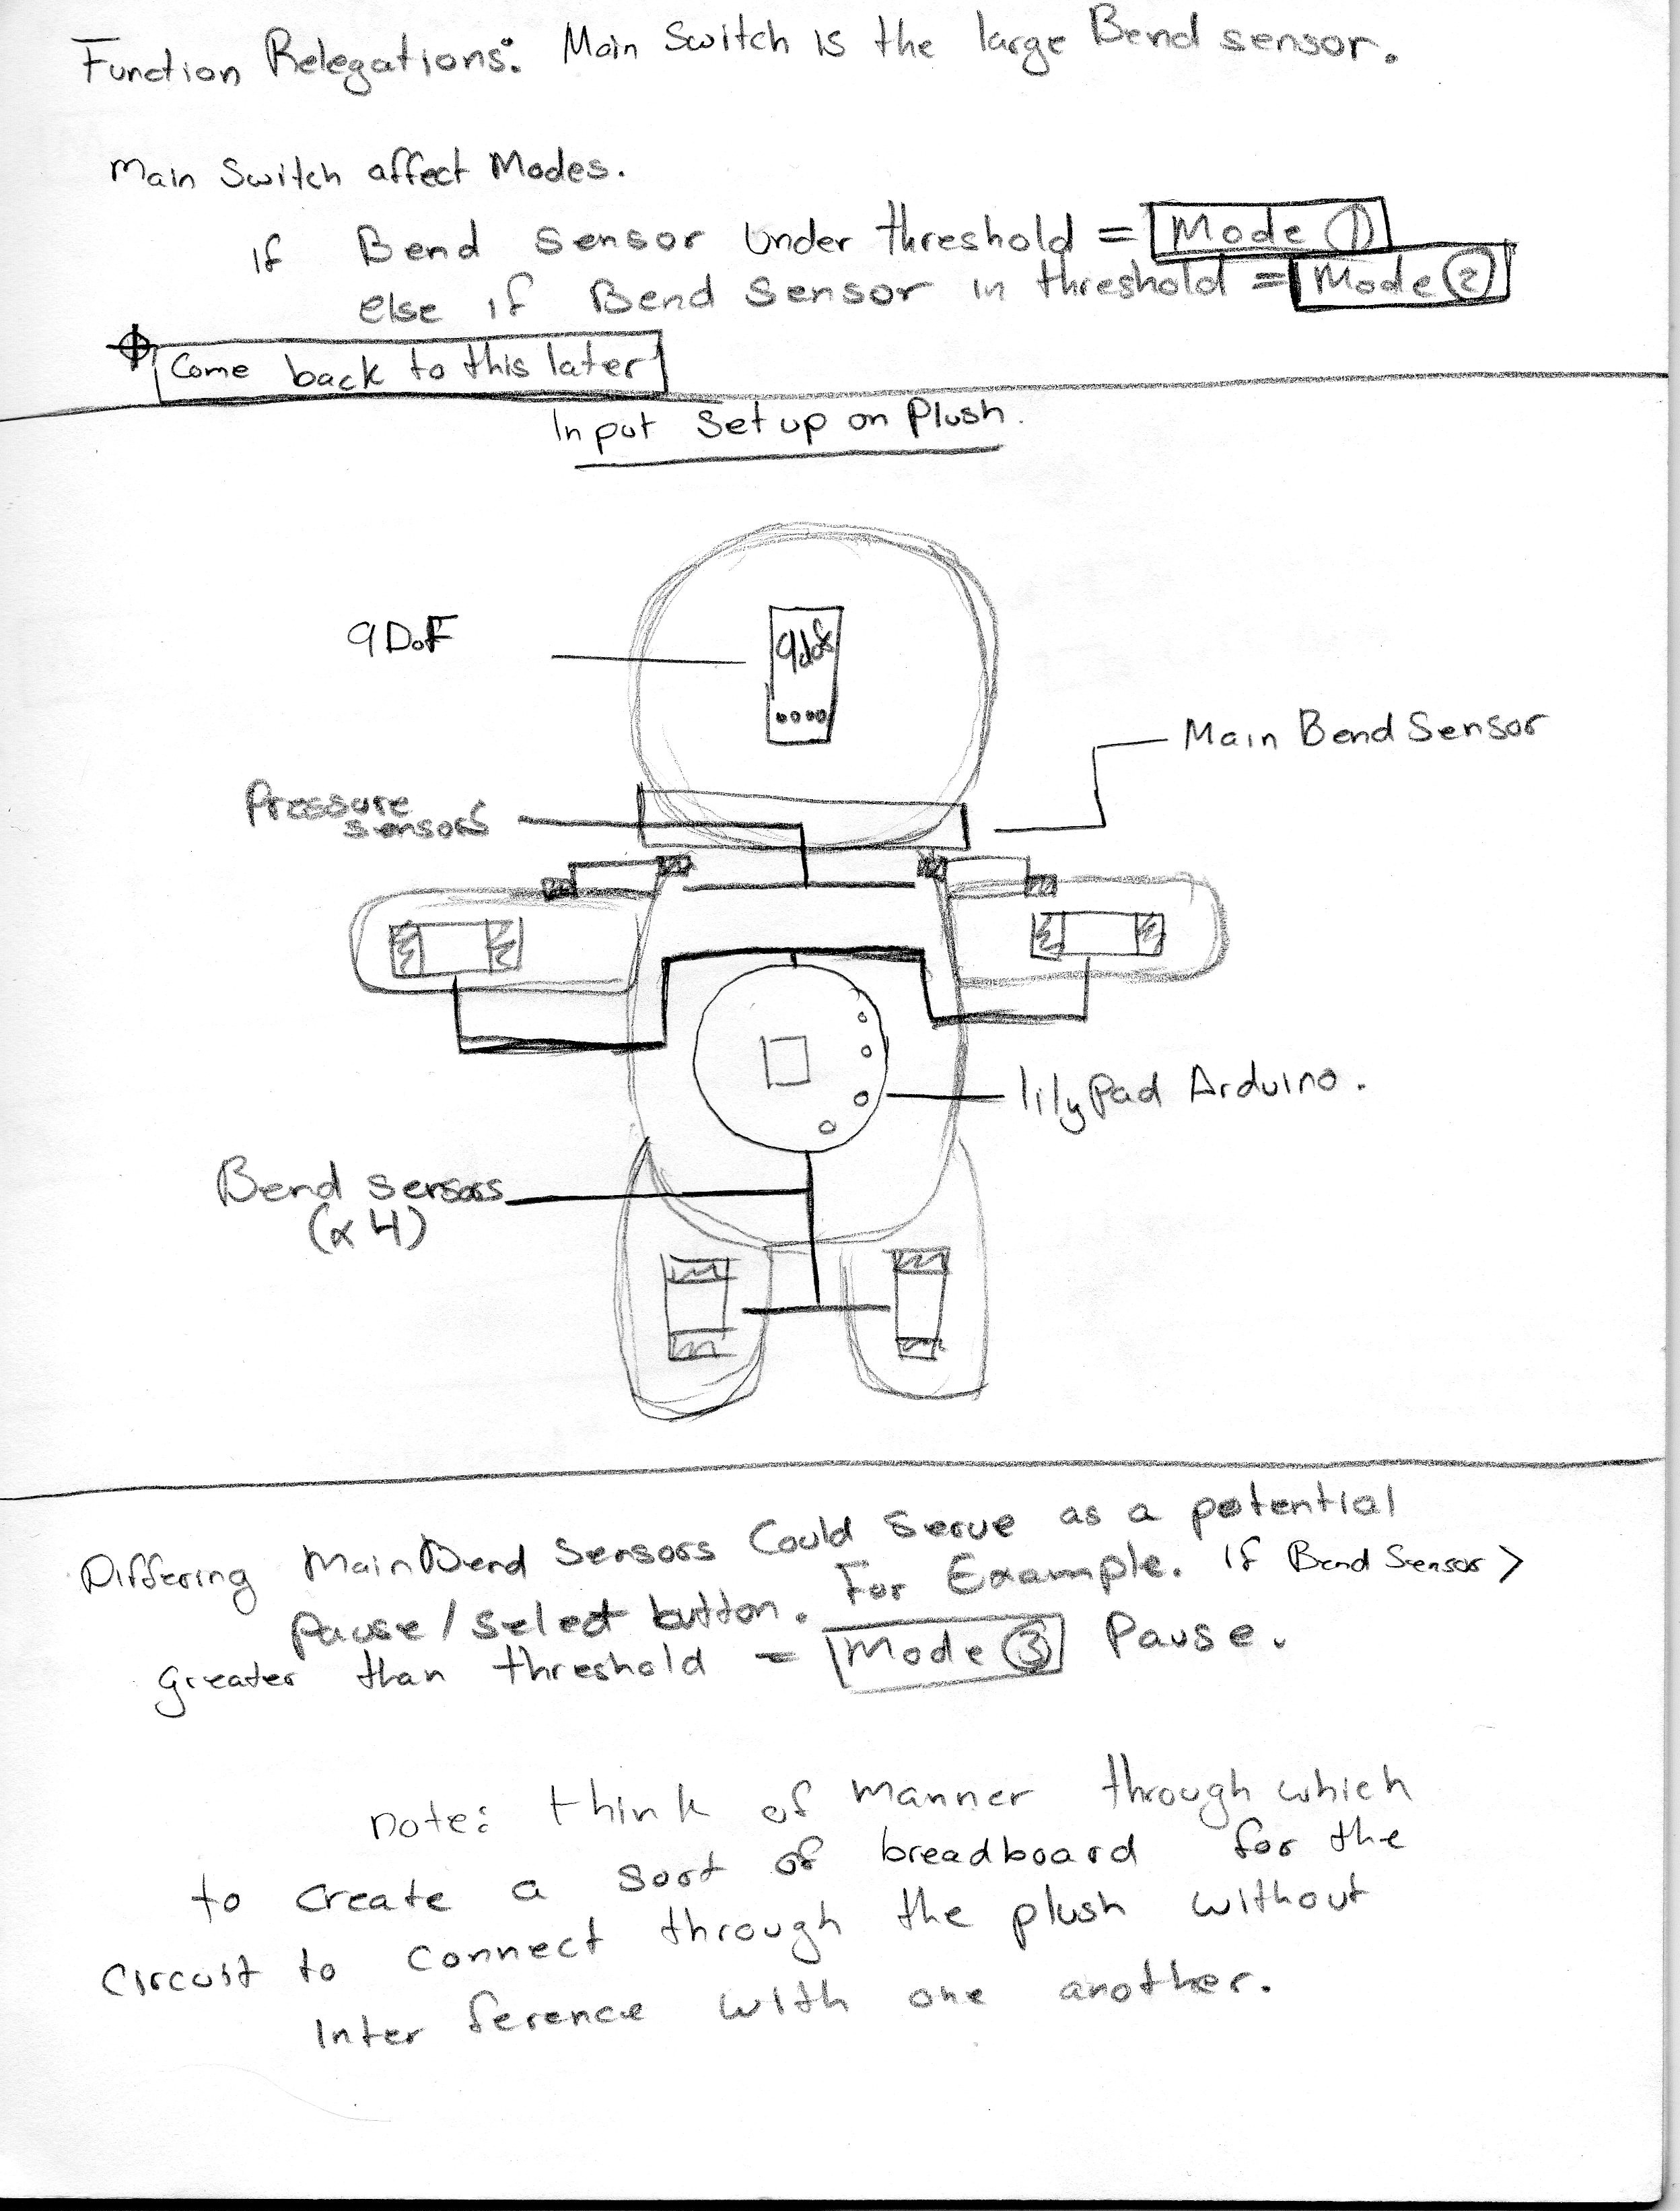 Function Relegations: Main Switch is the large Bend sensor.
Main Switch affect Modes.
if Bend sensor under threshold = Mode 1
else if Bend Sensor in threshold = Mode 2
Come back to this later
Input Setup on Plush.
9DoF
9dof
Main Bend Sensor
Pressure
sensors
lilyPad Arduino.
Bend sensors
(x4)
Differing Main Bend Sensors Could serve as a potential
pause/select button. For Example. if Bend Sensor >
greater than threshold = Mode 3 Pause.
note: think of manner through which
to create a sort of breadboard for the
circuit to connect through the plush without
Inter ference with one another.